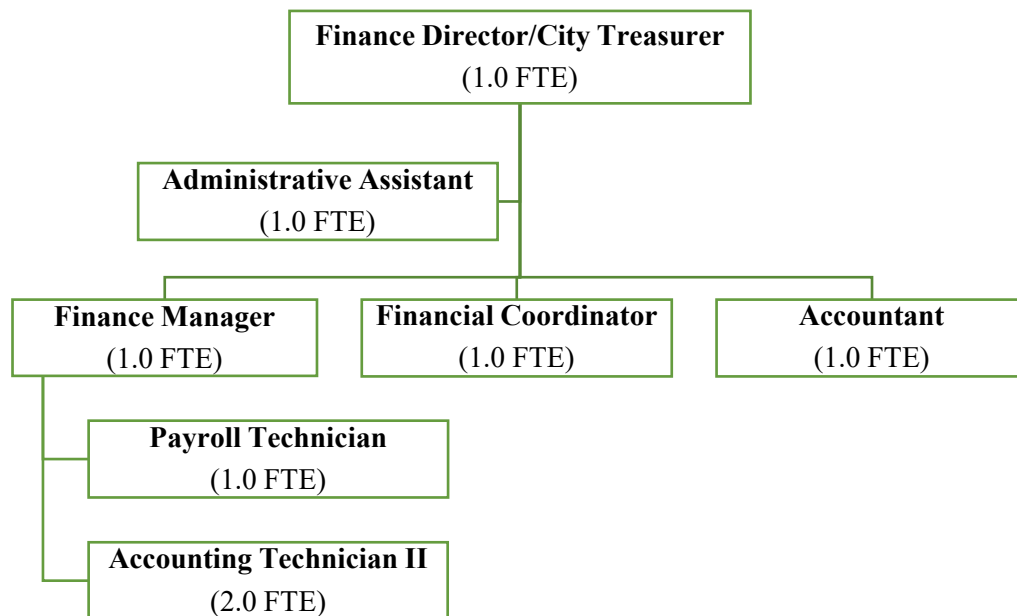 Finance Director/City Treasurer
(1.0 FTE)
Administrative Assistant
(1.0 FTE)
Finance Manager
(1.0 FTE)
Financial Coordinator
(1.0 FTE)
Accountant
(1.0 FTE)
Payroll Technician
(1.0 FTE)
Accounting Technician II
(2.0 FTE)